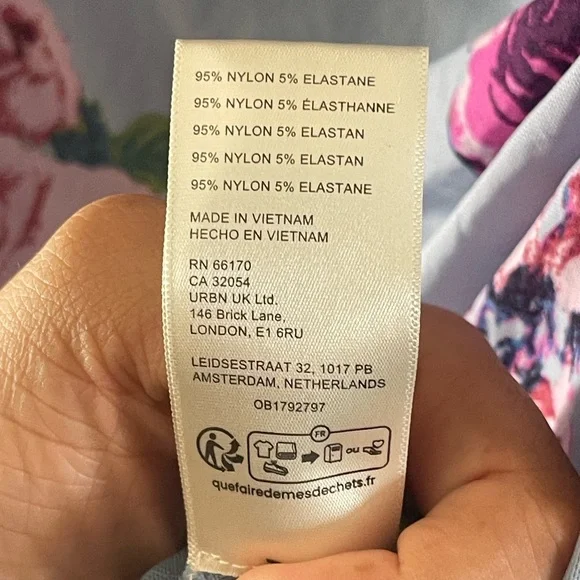 95% NYLON 5% ELASTANE
95% NYLON 5% ÉLASTHANNE
95% NYLON 5% ELASTAN
95% NYLON 5% ELASTAN
95% NYLON 5% ELASTANE
MADE IN VIETNAM
HECHO EN VIETNAM
RN 66170
CA 32054
URBN UK Ltd.
146 Brick Lane,
LONDON, E1 6RU
LEIDSESTRAAT 32, 1017 PB
AMSTERDAM, NETHERLANDS
OB1792797
FR
OU
quefairedemesdechets.fr